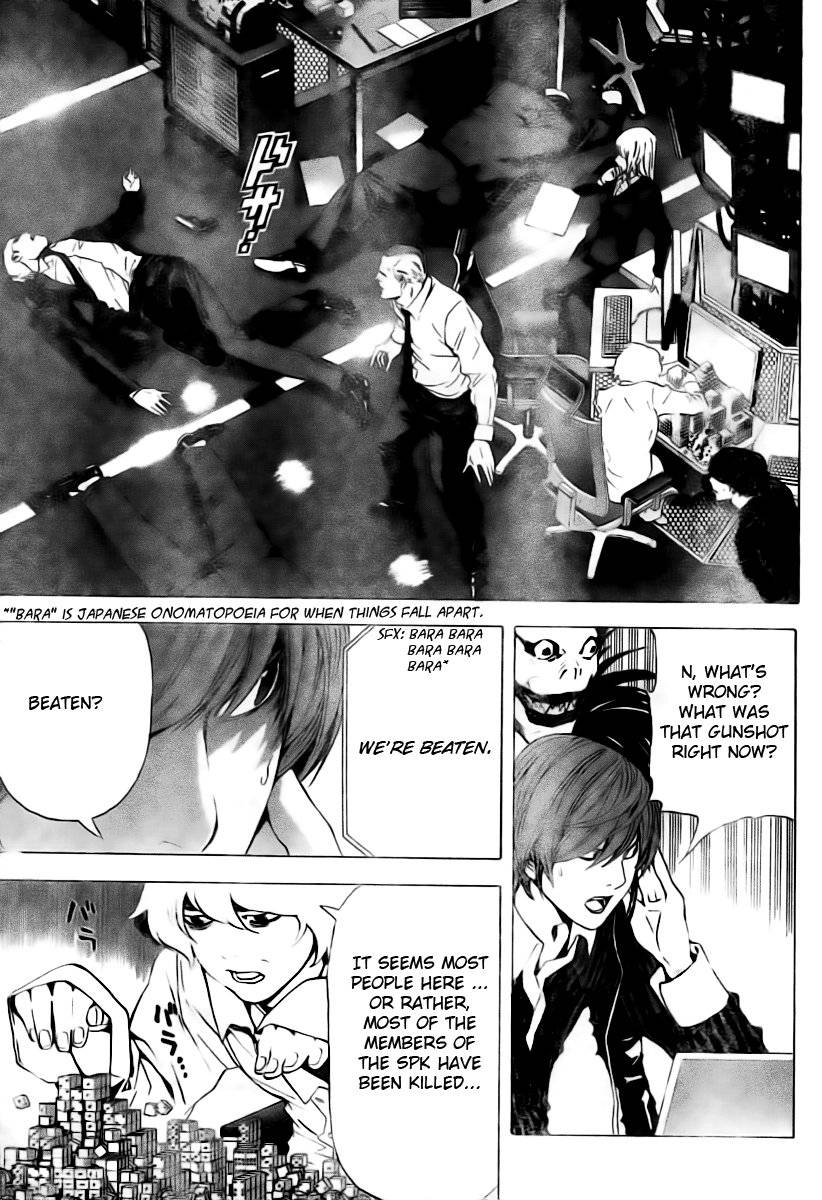 ドサッ
*"BARA" IS JAPANESE ONOMATOPOEIA FOR WHEN THINGS FALL APART.
N, WHAT'S
WRONG?
WHAT WAS
THAT GUNSHOT
RIGHT NOW?
SFX: BARA BARA
BARA BARA
BARA*
WE'RE BEATEN.
BEATEN?
IT SEEMS MOST
PEOPLE HERE ...
OR RATHER,
MOST OF THE
MEMBERS OF
THE SPK HAVE
BEEN KILLED...
バラ